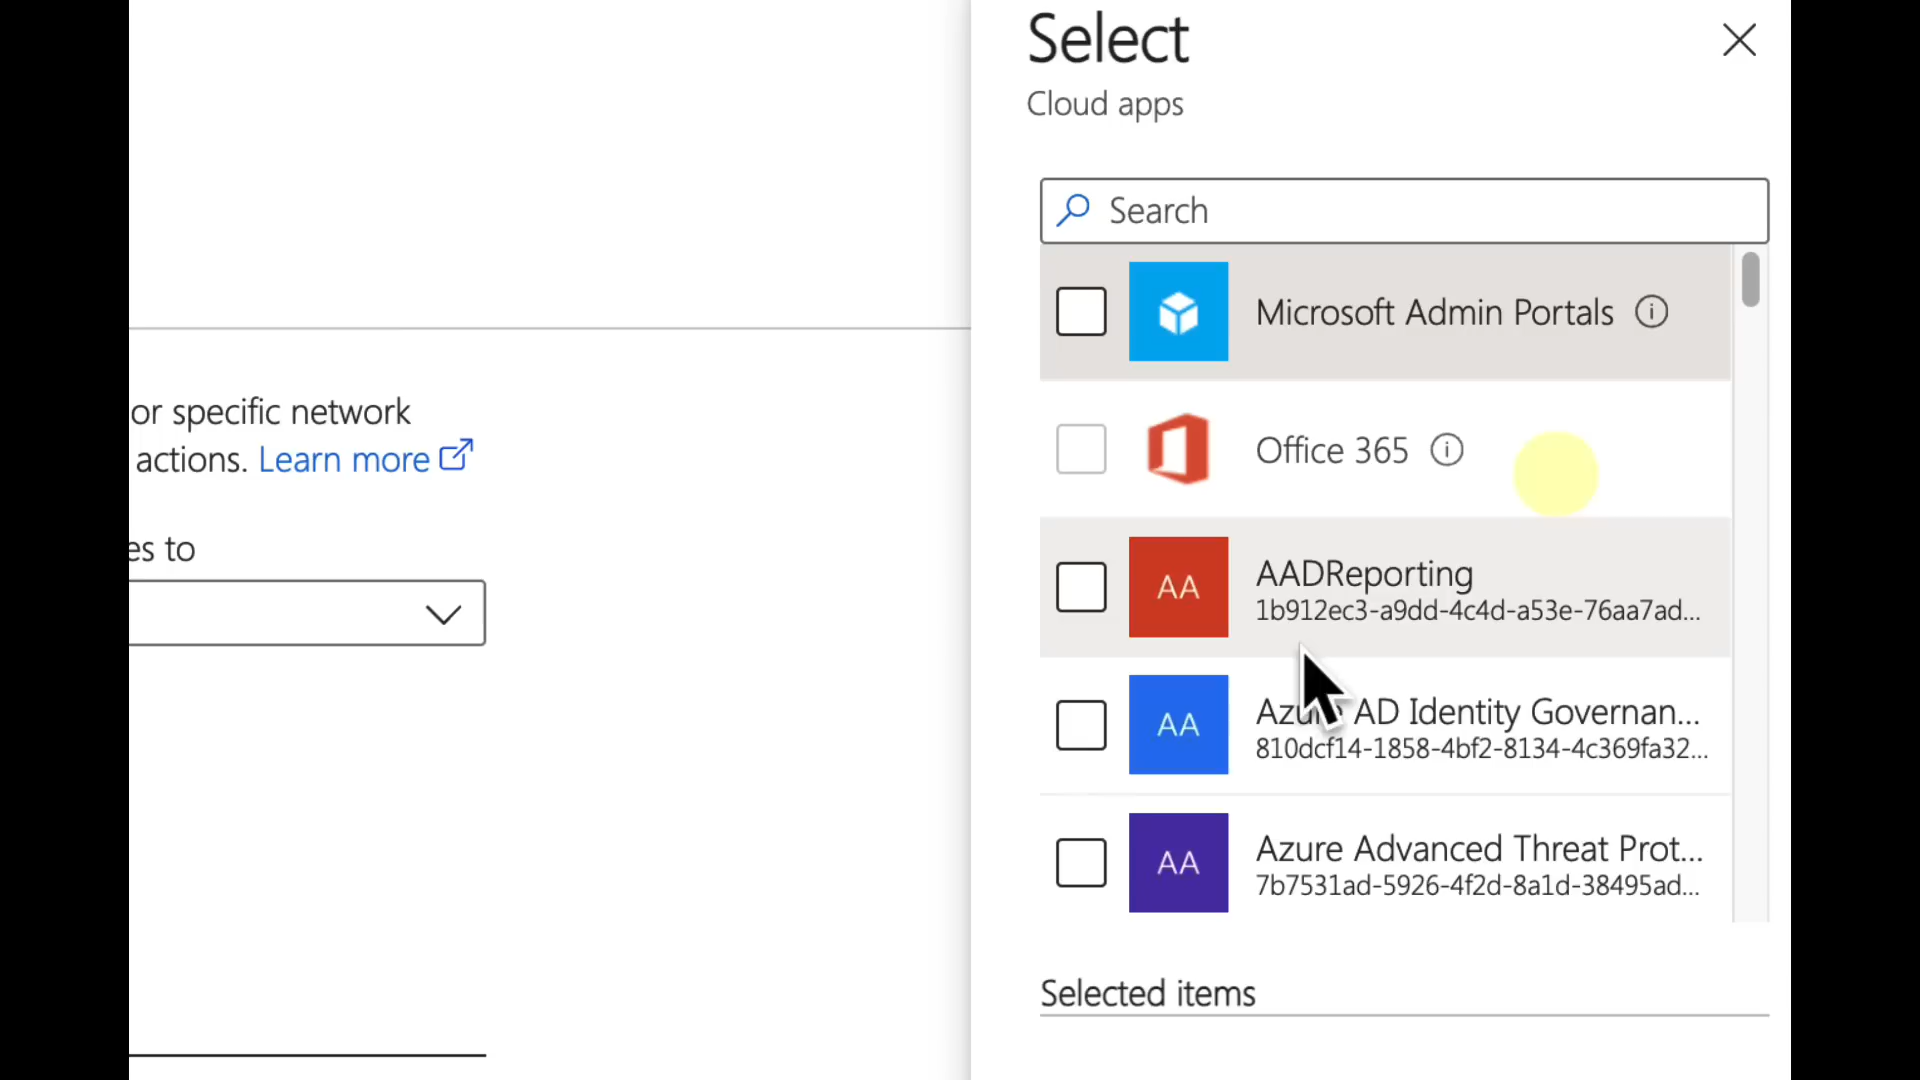 Select
Cloud apps
Search
Microsoft Admin Portals
or specific network
actions. Learn more
Office 365
es to
AA
AADReporting
1b912ec3-a9dd-4c4d-a53e-76aa7ad...
AA
AD Identity Governan...
810dcf14-1858-4bf2-8134-4c369fa32...
AA
Azure Advanced Threat Prot...
7b7531ad-5926-4f2d-8a1d-38495ad...
Selected items